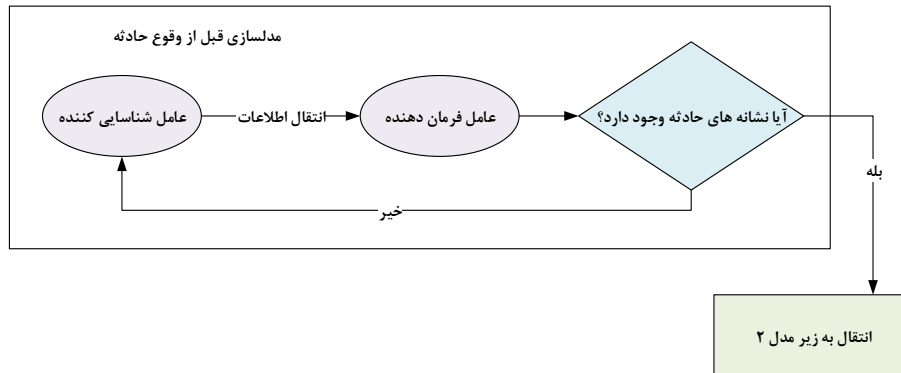 مدلسازی قبل از وقوع حادثه
عامل شناسایی کننده
انتقال اطلاعات
عامل فرمان دهنده
آیا نشانه های حادثه وجود دارد؟
بله
خیر
انتقال به زیر مدل ۲